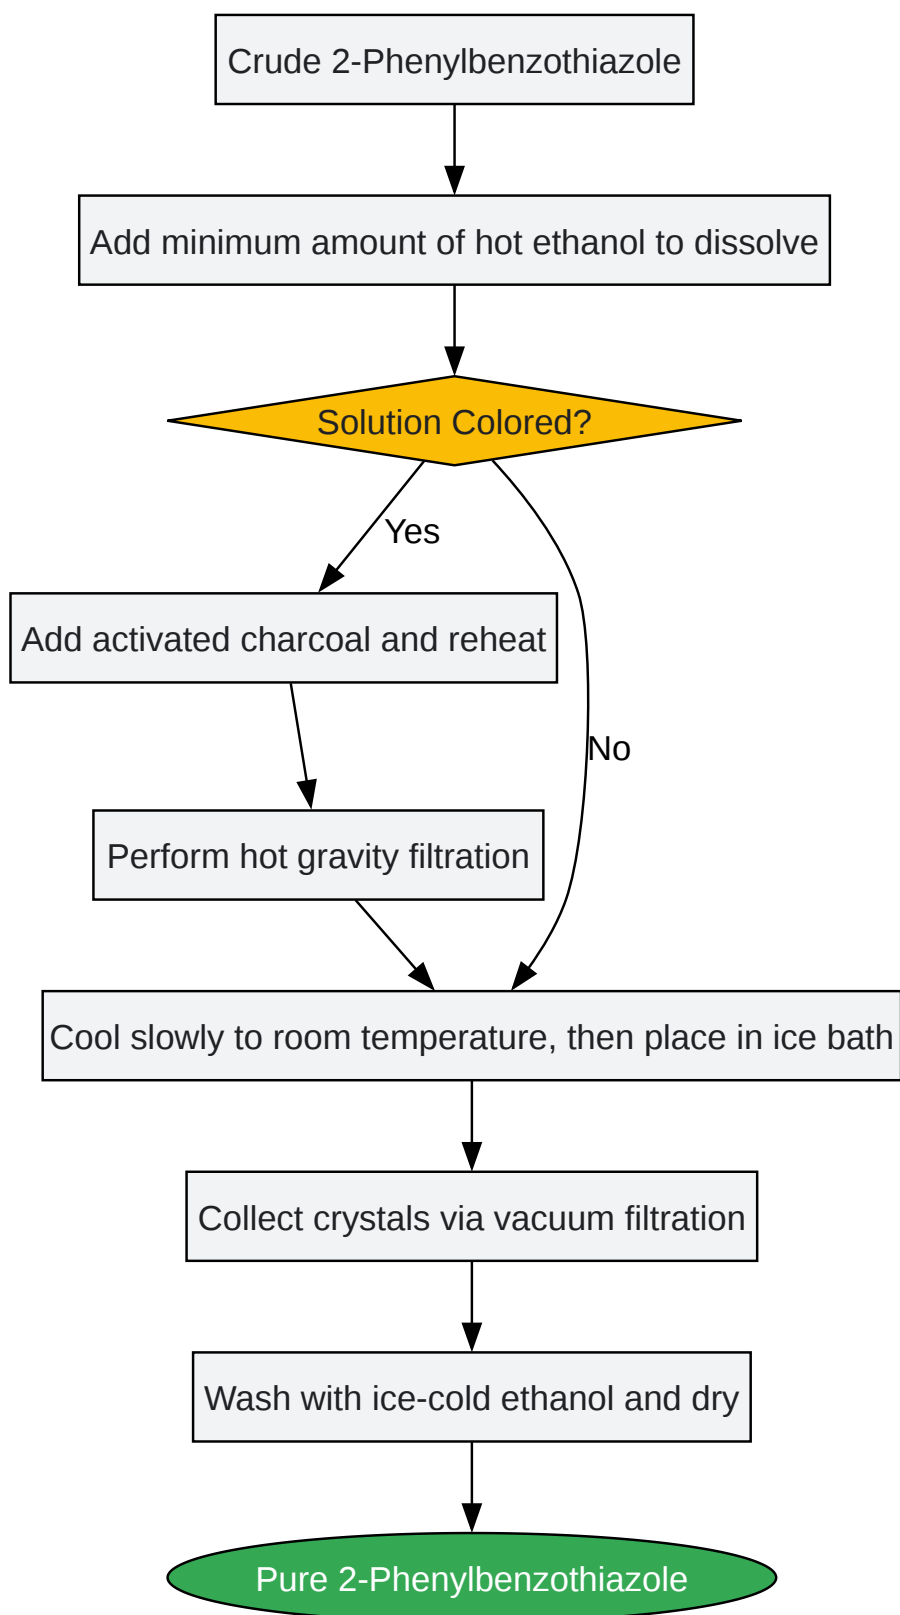 Crude 2-Phenylbenzothiazole
Add minimum amount of hot ethanol to dissolve
Solution Colored?
Yes
Add activated charcoal and reheat
No
Perform hot gravity filtration
Cool slowly to room temperature, then place in ice bath
Collect crystals via vacuum filtration
Wash with ice-cold ethanol and dry
Pure 2-Phenylbenzothiazole